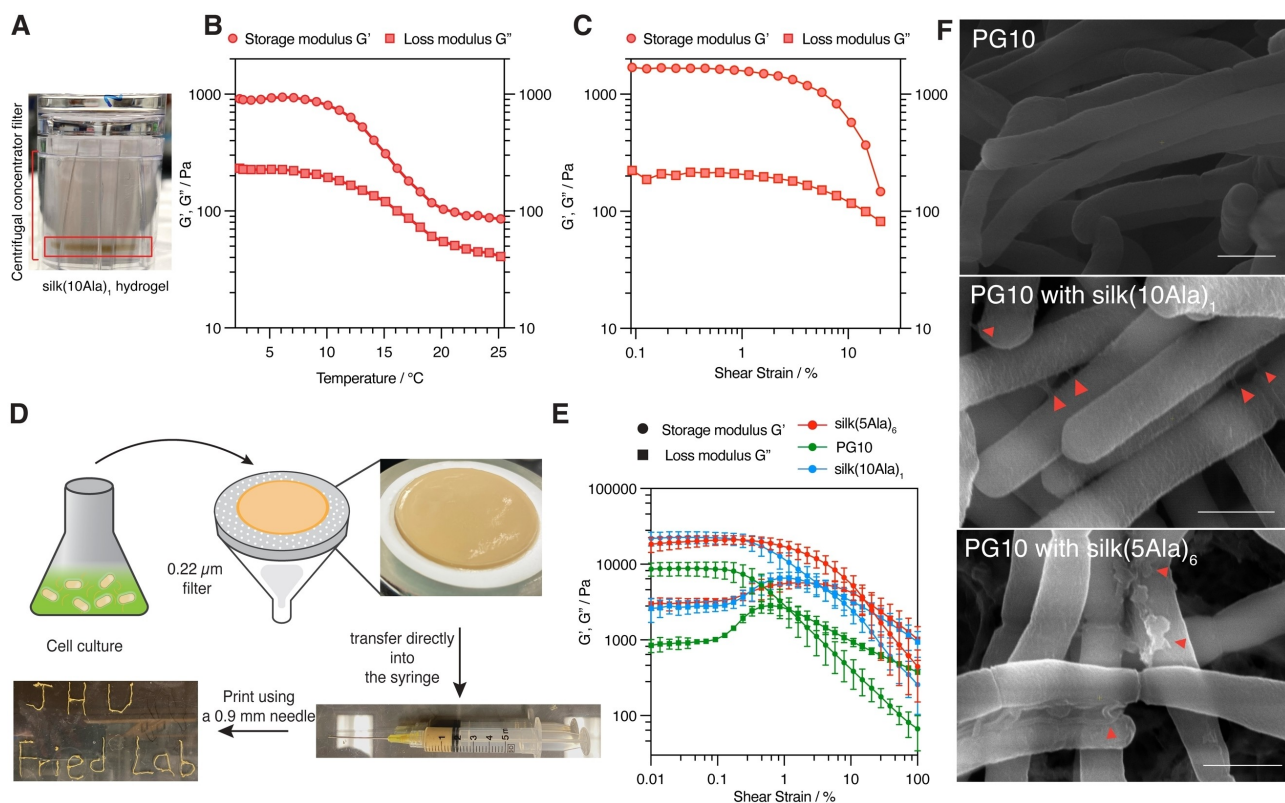 A
Centrifugal concentrator filter
silk(10Ala)₁ hydrogel
B
Storage modulus G’
Loss modulus G”
G’, G” / Pa
1000
100
10
1000
100
10
5
10
15
20
25
Temperature / °C
C
Storage modulus G’
Loss modulus G”
G’, G” / Pa
1000
100
10
1000
100
10
0.1
1
10
Shear Strain / %
D
Cell culture
0.22 µm
filter
transfer directly
into
the syringe
1 2 3 4 5
Print using
a 0.9 mm needle
JHU
Fried Lab
E
Storage modulus G’
Loss modulus G”
silk(5Ala)₆
PG10
silk(10Ala)₁
G’, G” / Pa
100000
10000
1000
100
0.01
0.1
1
10
100
Shear Strain / %
F
PG10
PG10 with silk(10Ala)₁
PG10 with silk(5Ala)₆